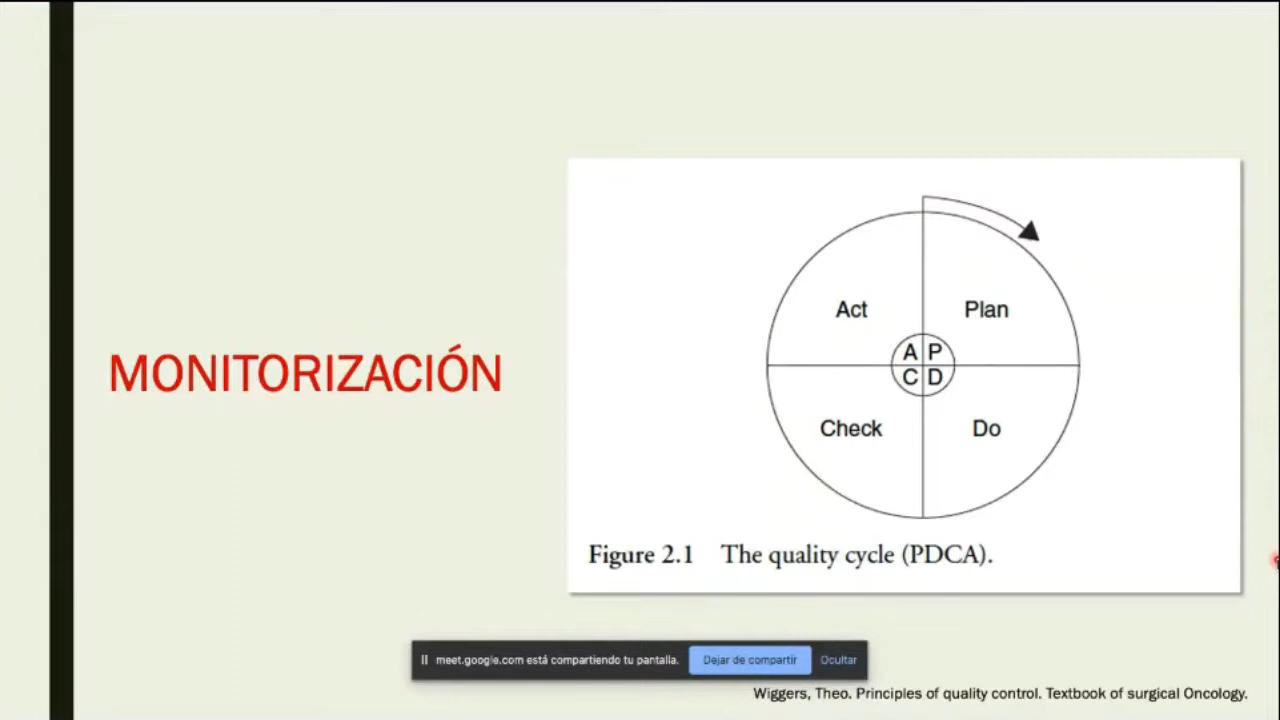 Act
Plan
A P
C D
Check
Do
MONITORIZACIÓN
Figure 2.1 The quality cycle (PDCA).
meet.google.com está compartiendo tu pantalla. Dejar de compartir Ocultar
Wiggers, Theo. Principles of quality control. Textbook of surgical Oncology.